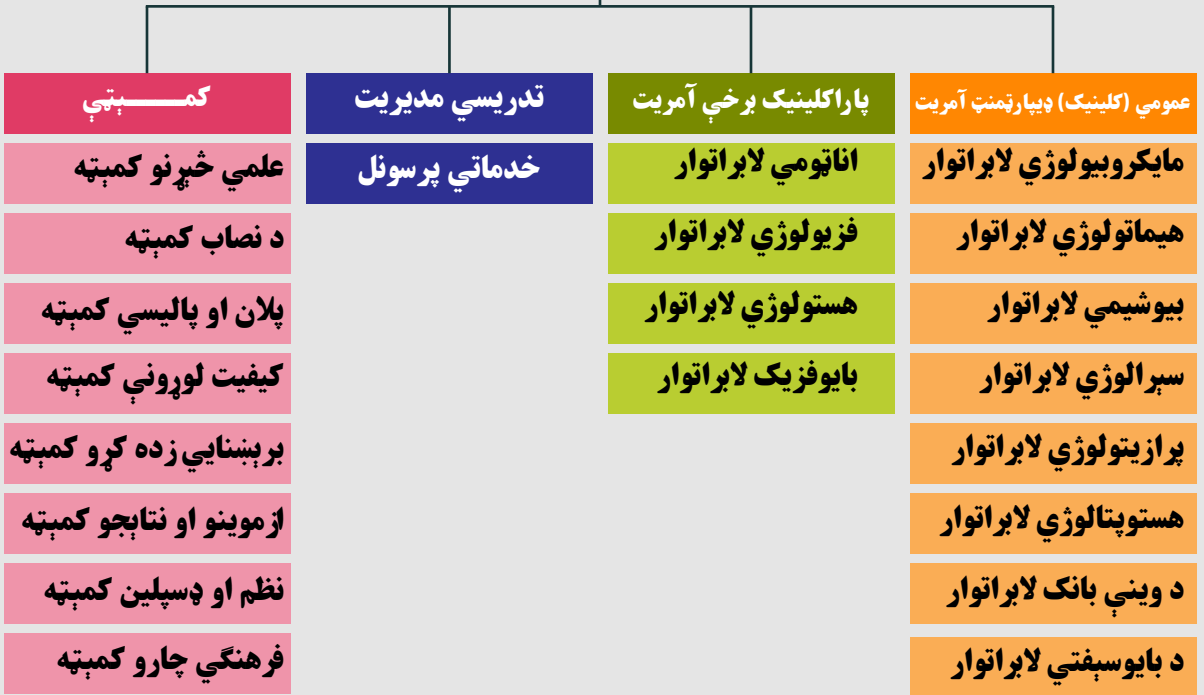 عمومي (کلينيک) ډيپارټمنټ آمريت
مايکروبيولوژي لابراتوار
هيماتولوژي لابراتوار
بيوشيمي لابراتوار
سېرالوژي لابراتوار
پرازيتولوژي لابراتوار
هستوپتالوژي لابراتوار
د ويني بانک لابراتوار
د بايوسېفتي لابراتوار
پاراکلينيک برخې آمريت
اناټومي لابراتوار
فزيولوژي لابراتوار
هستولوژي لابراتوار
بايوفزيک لابراتوار
تدريسي مديريت
خدماتي پرسونل
کمــــــېټې
علمي څېړنو کمېټه
د نصاب کمېټه
پلان او پاليسي کمېټه
کيفيت لوړونې کمېټه
برېښنايي زده کړو کمېټه
ازموينو او نتايجو کمېټه
نظم او ډسپلين کمېټه
فرهنګي چارو کمېټه